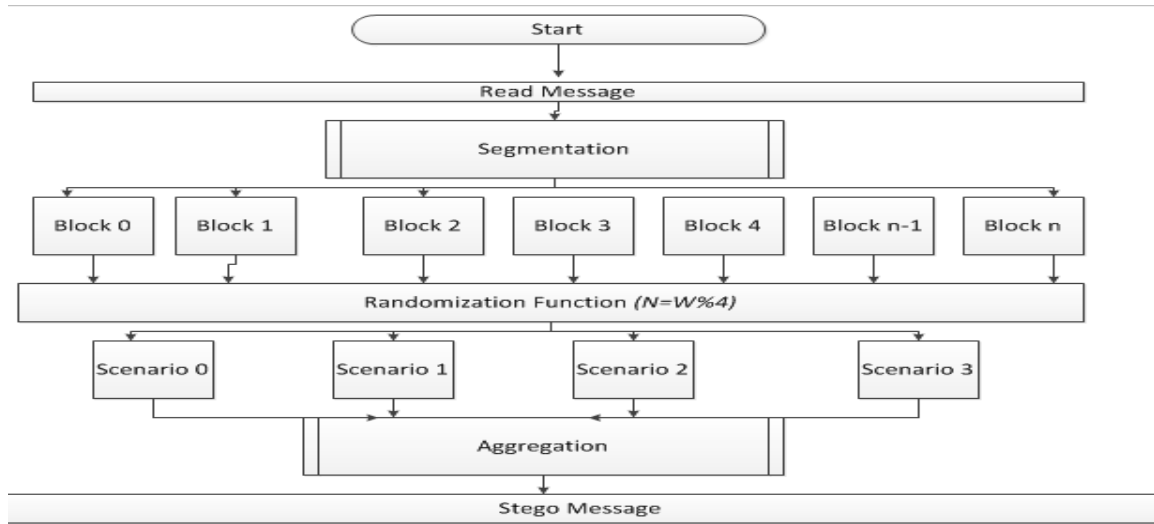 Start
Read Message
Segmentation
Block 0 Block 1 Block 2 Block 3 Block 4 Block n-1 Block n
Randomization Function (N=W%4)
Scenario 0 Scenario 1 Scenario 2 Scenario 3
Aggregation
Stego Message